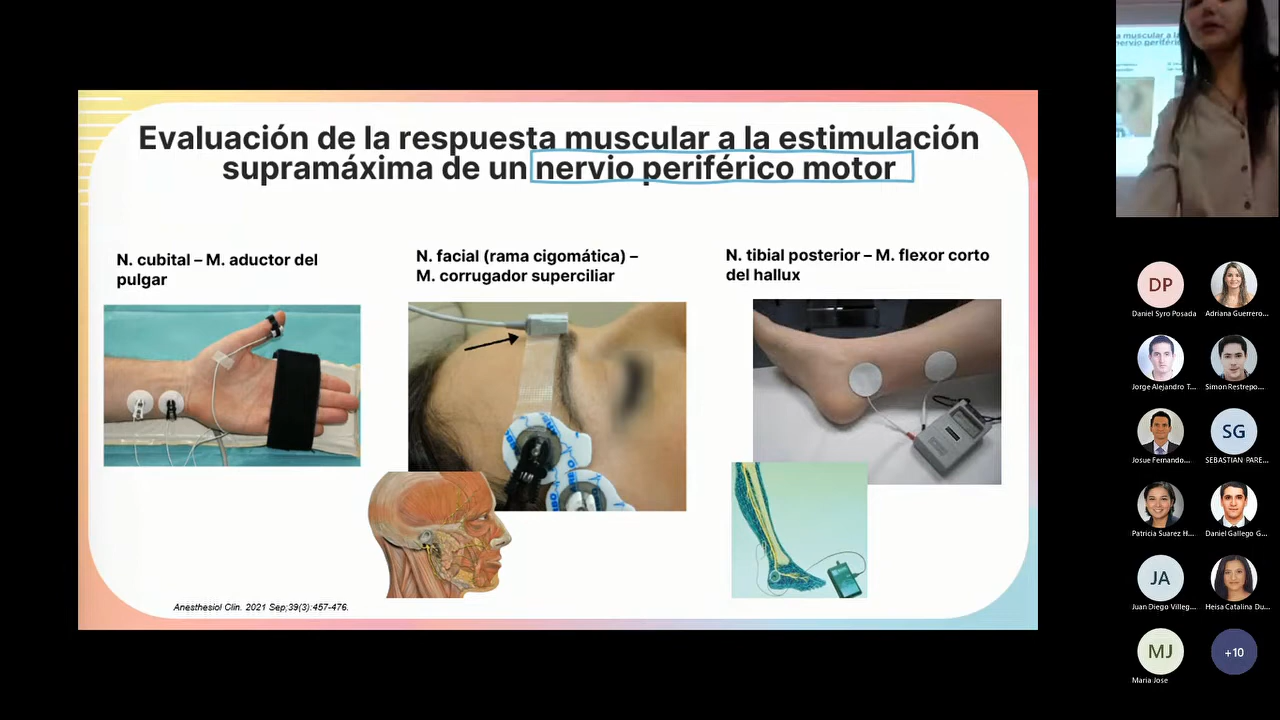 Evaluación de la respuesta muscular a la estimulación
supramáxima de un nervio periférico motor
N. cubital – M. aductor del
pulgar
N. facial (rama cigomática) –
M. corrugador superciliar
N. tibial posterior – M. flexor corto
del hallux
Anesthesiol Clin. 2021 Sep;39(3):457-476.
DP
Daniel Syro Posada
Adriana Guerrero...
Jorge Alejandro T...
Simon Restrepo...
Josue Fernando...
SG
SEBASTIAN PARE...
Patricia Suarez H...
Daniel Gallego G...
JA
Juan Diego Villeg...
Heisa Catalina Du...
MJ
Maria Jose
+10